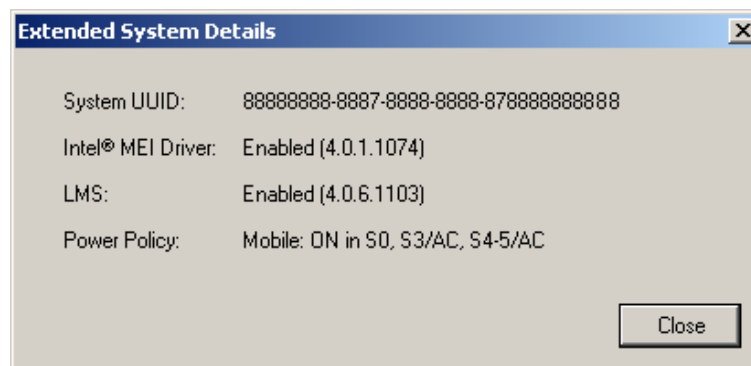 Extended System Details
System UUID: 88888888-8887-8888-8888-878888888888
Intel® MEI Driver: Enabled (4.0.1.1074)
LMS: Enabled (4.0.6.1103)
Power Policy: Mobile: ON in S0, S3/AC, S4-5/AC
Close